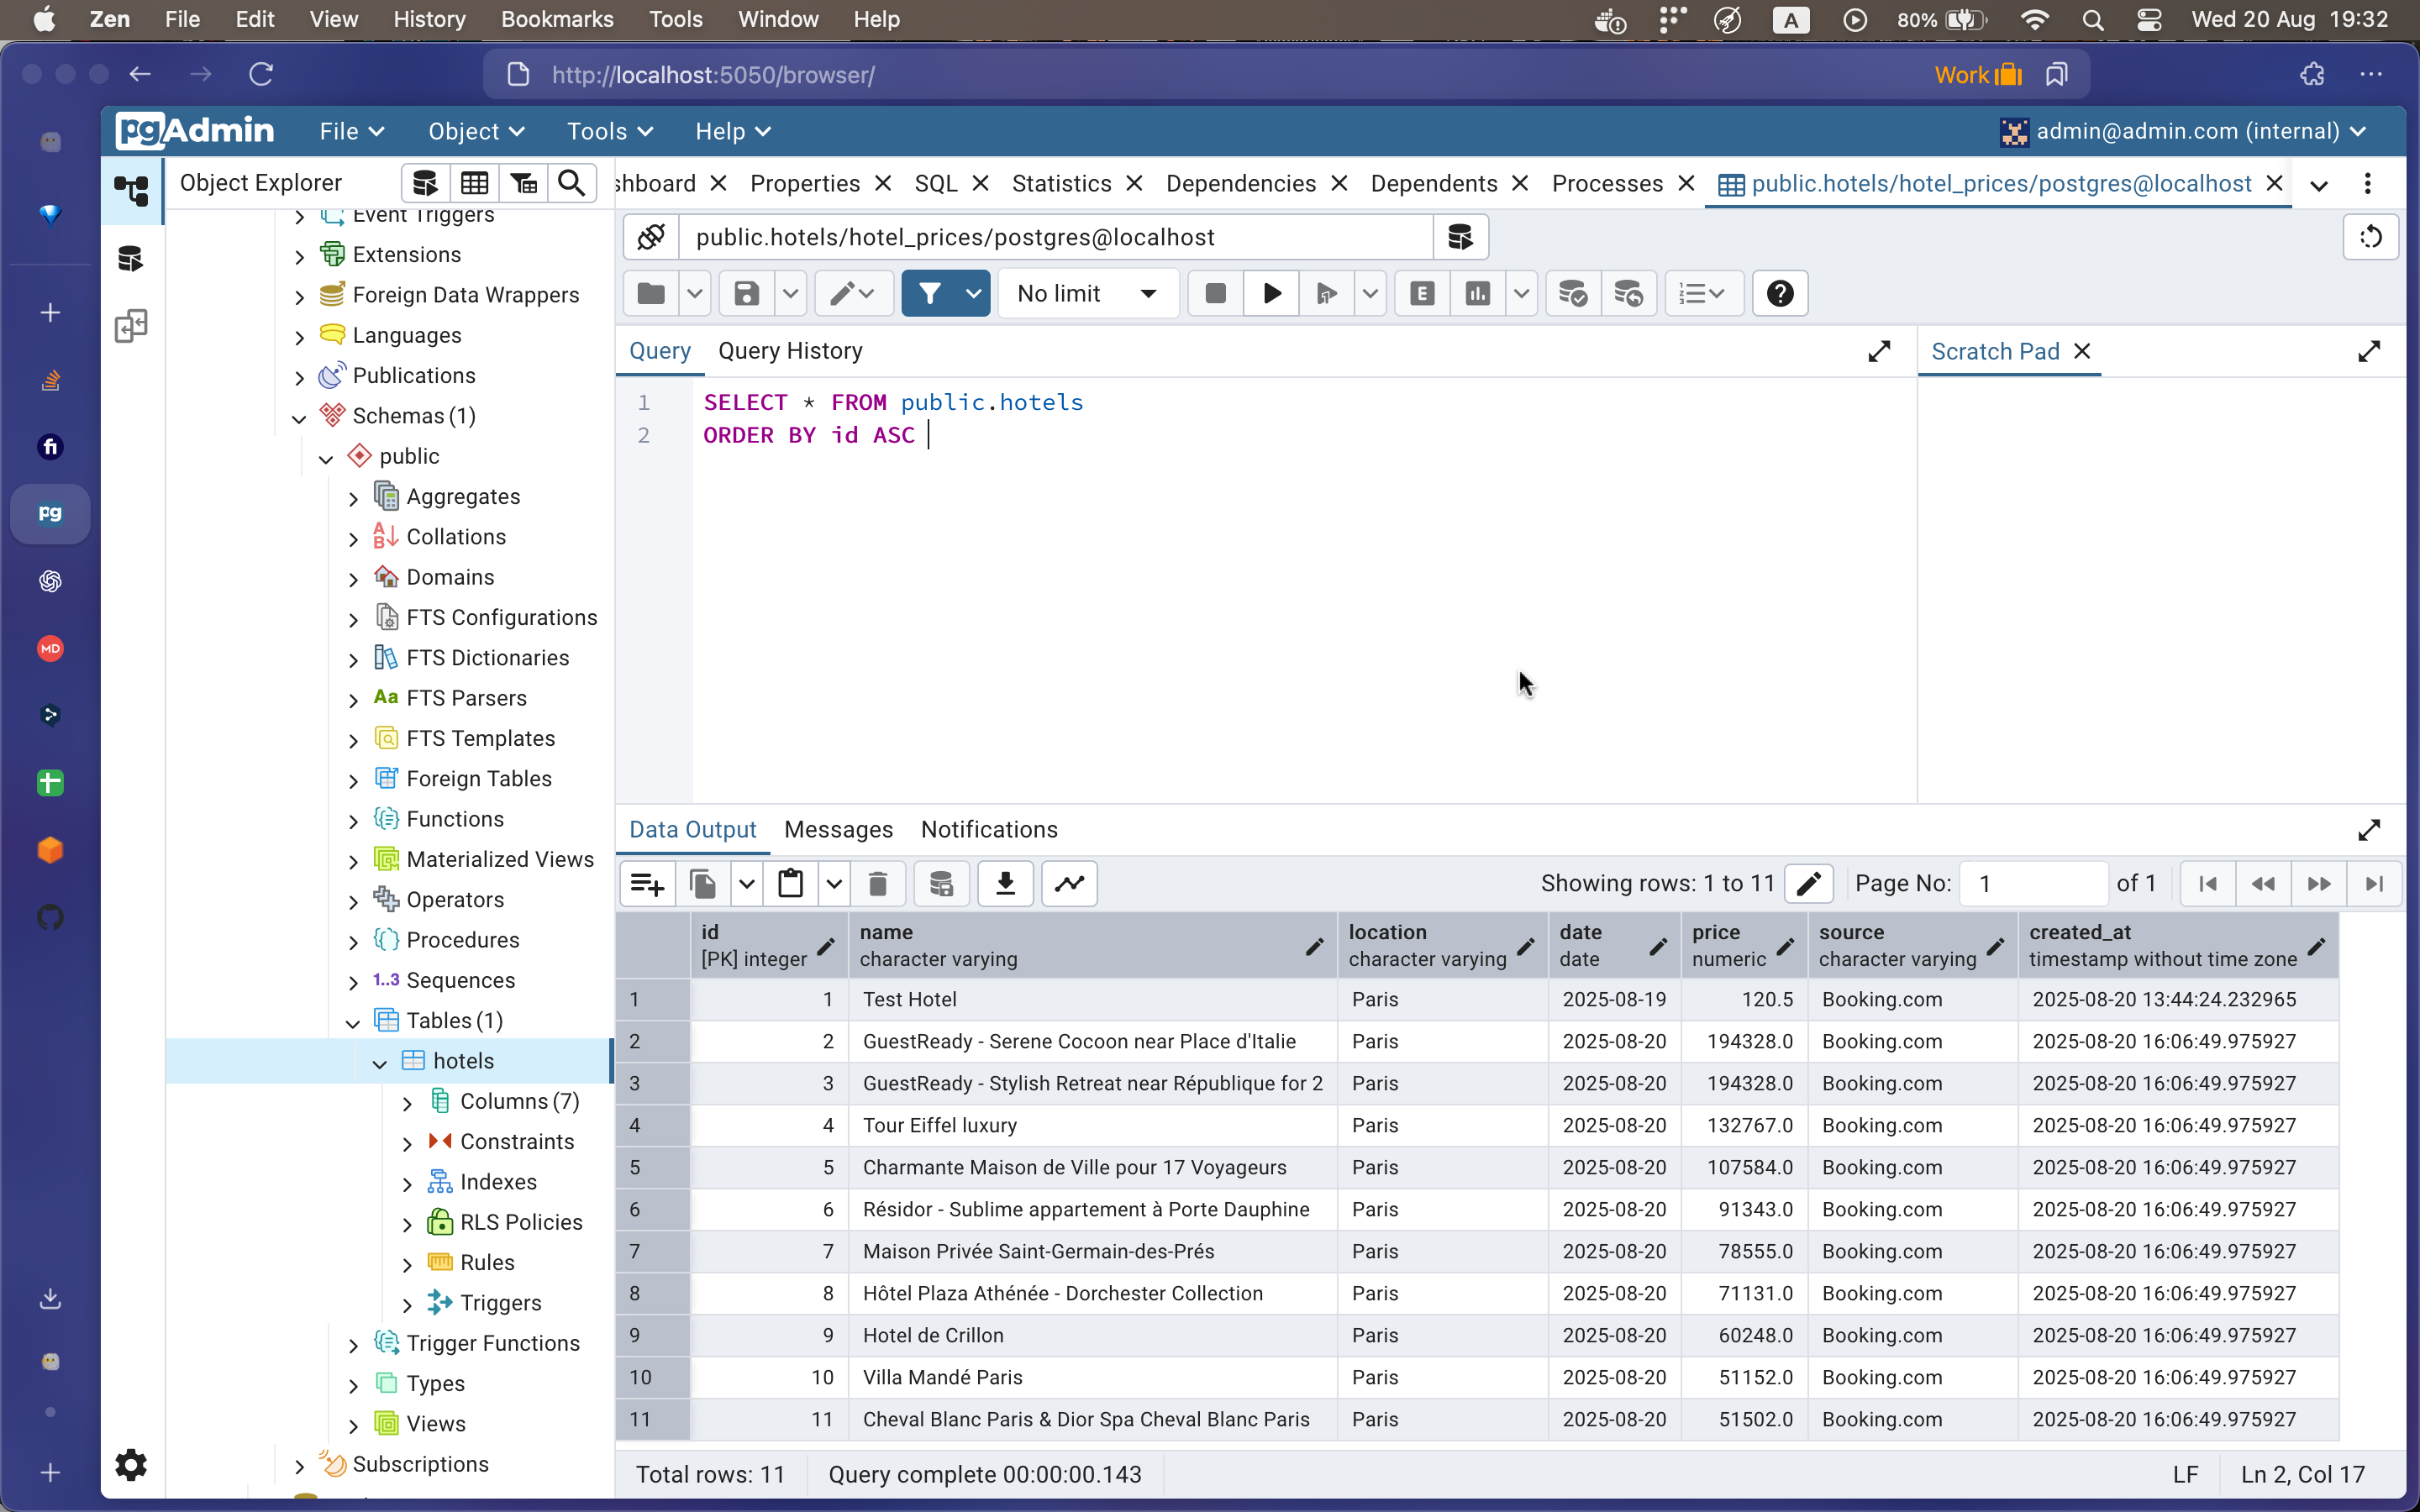 Zen File Edit View History Bookmarks Tools Window Help A 80% Wed 20 Aug 19:32
http://localhost:5050/browser/ Work
pgAdmin File Object Tools Help admin@admin.com (internal)
Object Explorer
shboard Properties SQL Statistics Dependencies Dependents Processes public.hotels/hotel_prices/postgres@localhost
public.hotels/hotel_prices/postgres@localhost
No limit E
Query Query History Scratch Pad
1 SELECT * FROM public.hotels
2 ORDER BY id ASC
Event Triggers
Extensions
Foreign Data Wrappers
Languages
Publications
Schemas (1)
public
Aggregates
Collations
Domains
FTS Configurations
FTS Dictionaries
Aa FTS Parsers
FTS Templates
Foreign Tables
Functions
Materialized Views
Operators
Procedures
1..3 Sequences
Tables (1)
hotels
Columns (7)
Constraints
Indexes
RLS Policies
Rules
Triggers
Trigger Functions
Types
Views
Subscriptions
fi
pg
MD
Data Output Messages Notifications
Showing rows: 1 to 11 Page No: 1 of 1
id name location date price source created_at
[PK] integer character varying character varying date numeric character varying timestamp without time zone
1 1 Test Hotel Paris 2025-08-19 120.5 Booking.com 2025-08-20 13:44:24.232965
2 2 GuestReady - Serene Cocoon near Place d'Italie Paris 2025-08-20 194328.0 Booking.com 2025-08-20 16:06:49.975927
3 3 GuestReady - Stylish Retreat near République for 2 Paris 2025-08-20 194328.0 Booking.com 2025-08-20 16:06:49.975927
4 4 Tour Eiffel luxury Paris 2025-08-20 132767.0 Booking.com 2025-08-20 16:06:49.975927
5 5 Charmante Maison de Ville pour 17 Voyageurs Paris 2025-08-20 107584.0 Booking.com 2025-08-20 16:06:49.975927
6 6 Résidor - Sublime appartement à Porte Dauphine Paris 2025-08-20 91343.0 Booking.com 2025-08-20 16:06:49.975927
7 7 Maison Privée Saint-Germain-des-Prés Paris 2025-08-20 78555.0 Booking.com 2025-08-20 16:06:49.975927
8 8 Hôtel Plaza Athénée - Dorchester Collection Paris 2025-08-20 71131.0 Booking.com 2025-08-20 16:06:49.975927
9 9 Hotel de Crillon Paris 2025-08-20 60248.0 Booking.com 2025-08-20 16:06:49.975927
10 10 Villa Mandé Paris Paris 2025-08-20 51152.0 Booking.com 2025-08-20 16:06:49.975927
11 11 Cheval Blanc Paris & Dior Spa Cheval Blanc Paris Paris 2025-08-20 51502.0 Booking.com 2025-08-20 16:06:49.975927
Total rows: 11 Query complete 00:00:00.143 LF Ln 2, Col 17